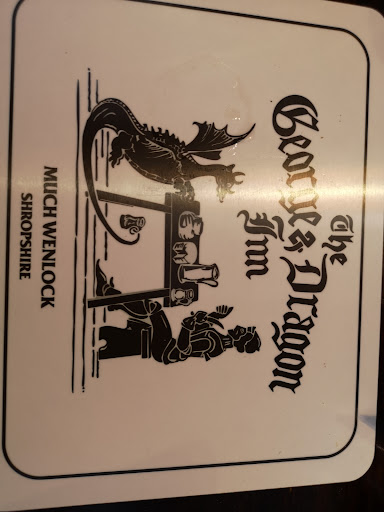 The
George & Dragon
Inn
MUCH WENLOCK
SHROPSHIRE